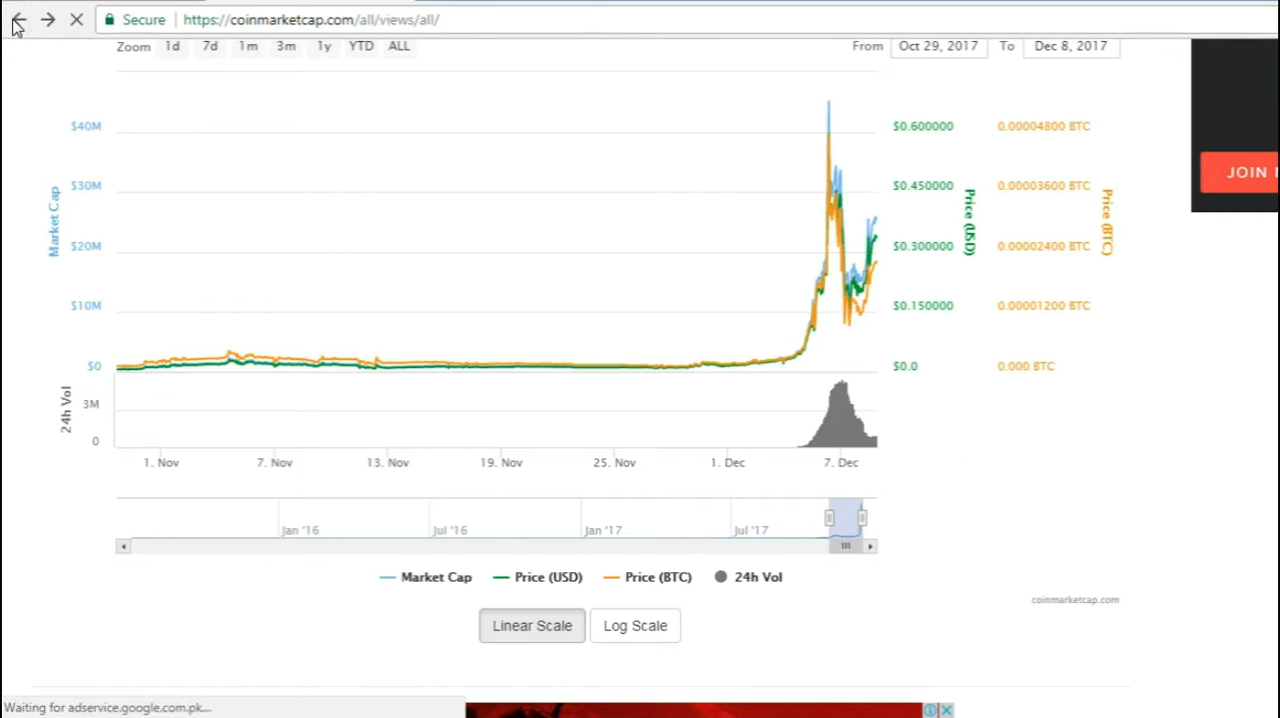 Secure https://coinmarketcap.com/all/views/all/
Zoom 1d 7d 1m 3m 1y YTD ALL From Oct 29, 2017 To Dec 8, 2017
$40M $0.600000 0.00004800 BTC
JOIN
$30M $0.450000 0.00003600 BTC
Market Cap
Price (USD)
Price (BTC)
$20M $0.300000 0.00002400 BTC
$10M $0.150000 0.00001200 BTC
$0 $0.0 0.000 BTC
24h Vol
3M
0
1. Nov 7. Nov 13. Nov 19. Nov 25. Nov 1. Dec 7. Dec
Jan '16 Jul '16 Jan '17 Jul '17
Market Cap Price (USD) Price (BTC) 24h Vol
coinmarketcap.com
Linear Scale Log Scale
Waiting for adservice.google.com.pk...